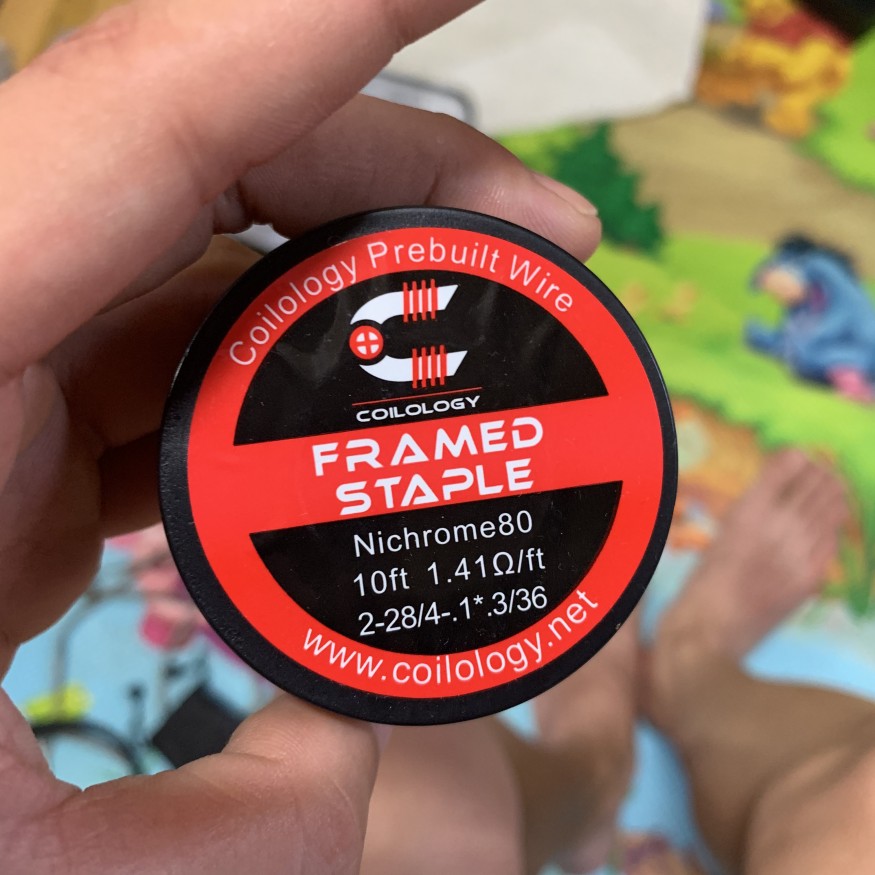 Coilology Prebuilt Wire
COILOLOGY
FRAMED
STAPLE
Nichrome80
10ft 1.41Ω/ft
2-28/4-.1*.3/36
www.coilology.net